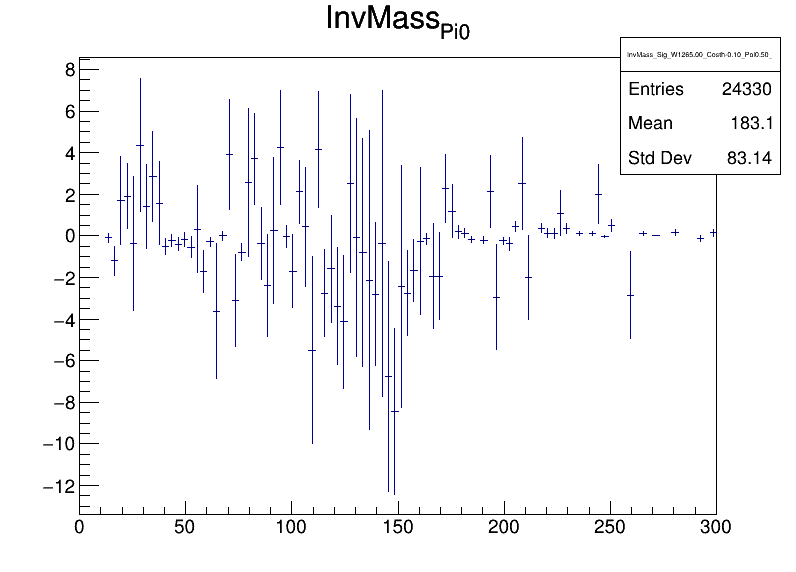 InvMass_Pi0
InvMass_Sig_W1265.00_Costh-0.10_Pol0.50_
Entries 24330
Mean 183.1
Std Dev 83.14
8
6
4
2
0
−2
−4
−6
−8
−10
−12
0 50 100 150 200 250 300